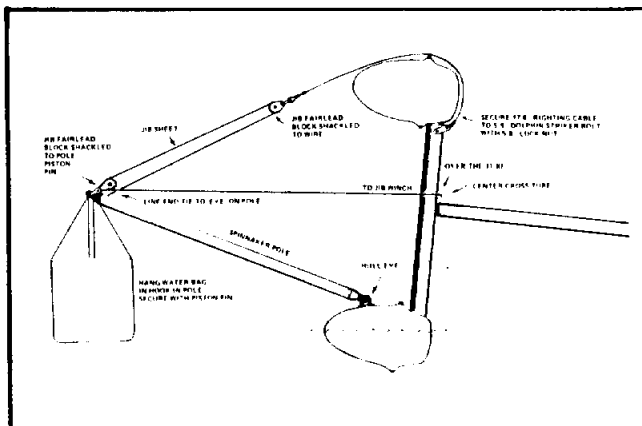 JIB FAIRLEAD
BLOCK SHACKLED
TO POLE
PISTON
PIN
JIB SHEET
JIB FAIRLEAD
BLOCK SHACKLED
TO WIRE
SECURE RIGHTING CABLE
TO S.S. DOLPHIN STRIKER BOLT
WITH LOCK NUT
OVER THE
TO JIB WINCH
CENTER CROSS TUBE
LINE END TIE TO EYE ON POLE
SPINNAKER POLE
HULL EYE
HANG WATER BAG
IN HOOK IN POLE
SECURE WITH PISTON PIN